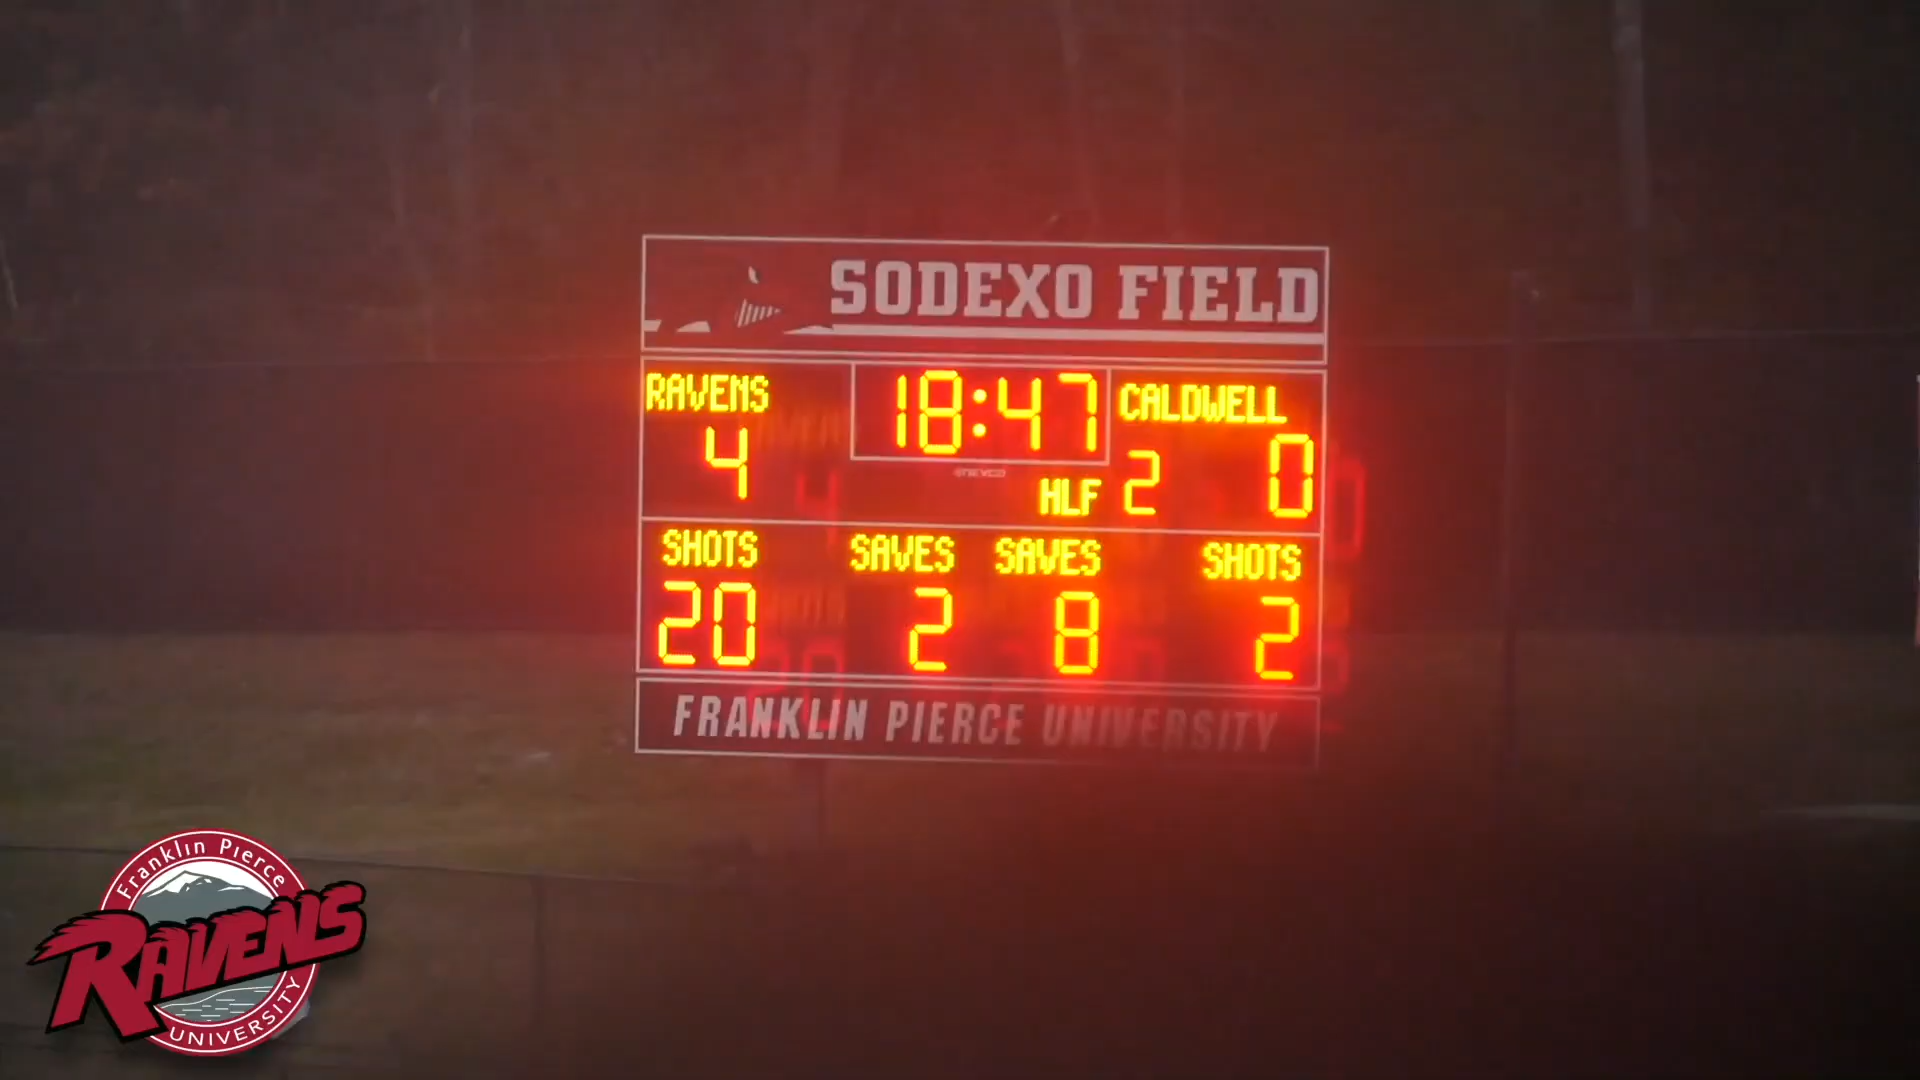 SODEXO FIELD
RAVENS 18:47 CALDWELL
4 HLF 2 0
SHOTS SAVES SAVES SHOTS
20 2 8 2
FRANKLIN PIERCE UNIVERSITY
Franklin Pierce
RAVENS
UNIVERSITY